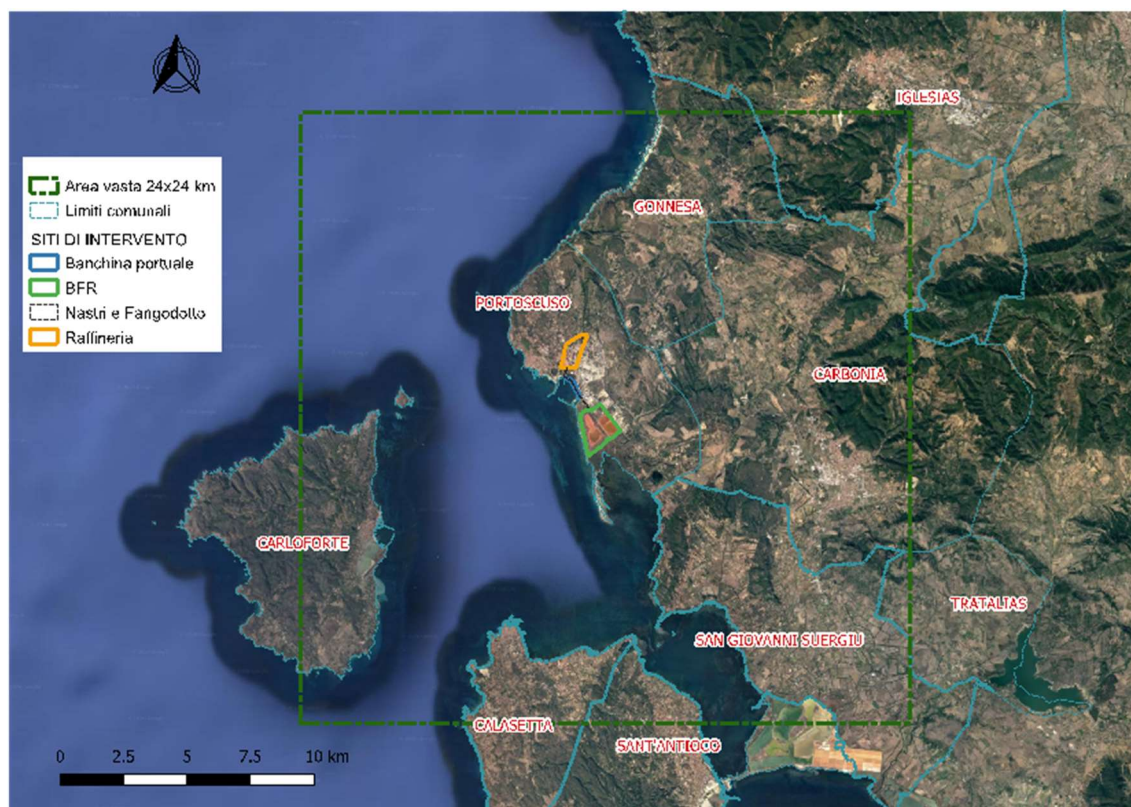 IGLESIAS
Area vasta 24x24 km
Limiti comunali
SITI DI INTERVENTO
Banchina portuale
BFR
Nastri e Fangodotto
Raffineria
GONNESA
PORTOSCUSO
CARBONIA
CARLOFORTE
TRATALIAS
SAN GIOVANNI SUERGIU
CALASETTA
SANT'ANTIOCO
0 2.5 5 7.5 10 km